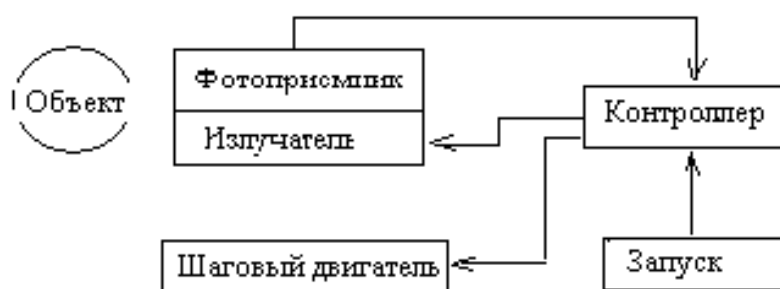 Фотоприемник
Объект
Контроллер
Излучатель
Шаговый двигатель
Запуск